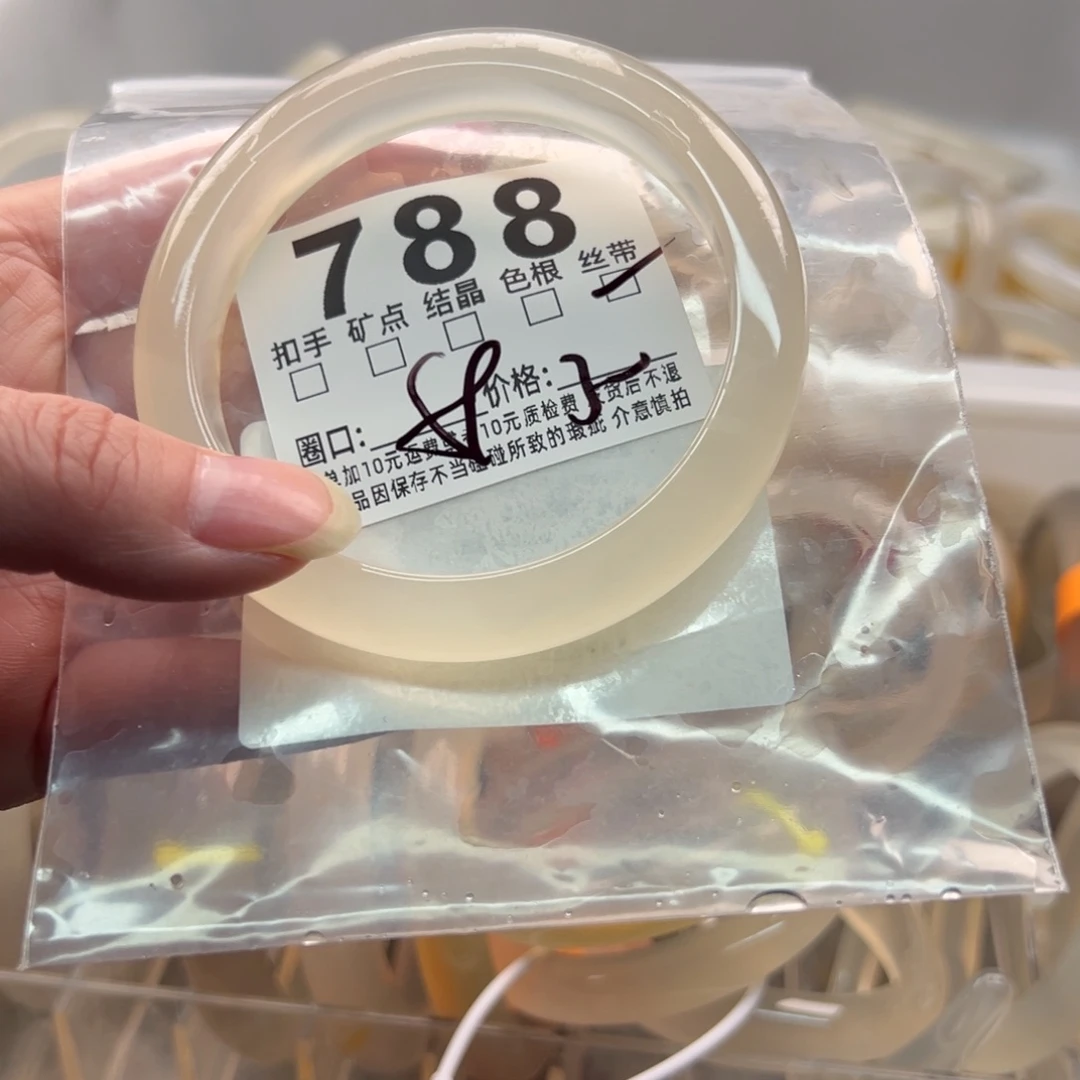 788
扣手 矿点 结晶 色根 丝带
圈口: 价格:
单加10元运费 10元质检费 货后不退
品因保存不当磕碰所致的瑕疵 介意慎拍